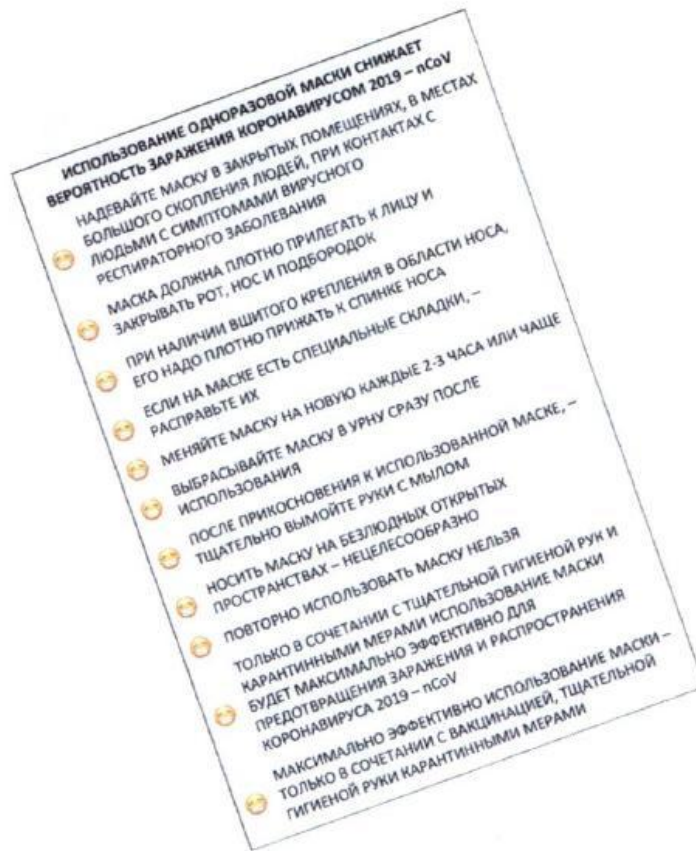 ИСПОЛЬЗОВАНИЕ ОДНОРАЗОВОЙ МАСКИ СНИЖАЕТ
ВЕРОЯТНОСТЬ ЗАРАЖЕНИЯ КОРОНАВИРУСОМ 2019 – nCoV
НАДЕВАЙТЕ МАСКУ В ЗАКРЫТЫХ ПОМЕЩЕНИЯХ, В МЕСТАХ
БОЛЬШОГО СКОПЛЕНИЯ ЛЮДЕЙ, ПРИ КОНТАКТАХ С
ЛЮДЬМИ С СИМПТОМАМИ ВИРУСНОГО
РЕСПИРАТОРНОГО ЗАБОЛЕВАНИЯ
МАСКА ДОЛЖНА ПЛОТНО ПРИЛЕГАТЬ К ЛИЦУ И
ЗАКРЫВАТЬ РОТ, НОС И ПОДБОРОДОК
ПРИ НАЛИЧИИ ВШИТОГО КРЕПЛЕНИЯ В ОБЛАСТИ НОСА,
ЕГО НАДО ПЛОТНО ПРИЖАТЬ К СПИНКЕ НОСА
ЕСЛИ НА МАСКЕ ЕСТЬ СПЕЦИАЛЬНЫЕ СКЛАДКИ, –
РАСПРАВЬТЕ ИХ
МЕНЯЙТЕ МАСКУ НА НОВУЮ КАЖДЫЕ 2-3 ЧАСА ИЛИ ЧАЩЕ
ВЫБРАСЫВАЙТЕ МАСКУ В УРНУ СРАЗУ ПОСЛЕ
ИСПОЛЬЗОВАНИЯ
ПОСЛЕ ПРИКОСНОВЕНИЯ К ИСПОЛЬЗОВАННОЙ МАСКЕ, –
ТЩАТЕЛЬНО ВЫМОЙТЕ РУКИ С МЫЛОМ
НОСИТЬ МАСКУ НА БЕЗЛЮДНЫХ ОТКРЫТЫХ
ПРОСТРАНСТВАХ – НЕЦЕЛЕСООБРАЗНО
ПОВТОРНО ИСПОЛЬЗОВАТЬ МАСКУ НЕЛЬЗЯ
ТОЛЬКО В СОЧЕТАНИИ С ТЩАТЕЛЬНОЙ ГИГИЕНОЙ РУК И
КАРАНТИННЫМИ МЕРАМИ ИСПОЛЬЗОВАНИЕ МАСКИ
БУДЕТ МАКСИМАЛЬНО ЭФФЕКТИВНО ДЛЯ
ПРЕДОТВРАЩЕНИЯ ЗАРАЖЕНИЯ И РАСПРОСТРАНЕНИЯ
КОРОНАВИРУСА 2019 – nCoV
МАКСИМАЛЬНО ЭФФЕКТИВНО ИСПОЛЬЗОВАНИЕ МАСКИ –
ТОЛЬКО В СОЧЕТАНИИ С ВАКЦИНАЦИЕЙ, ТЩАТЕЛЬНОЙ
ГИГИЕНОЙ РУКИ КАРАНТИННЫМИ МЕРАМИ